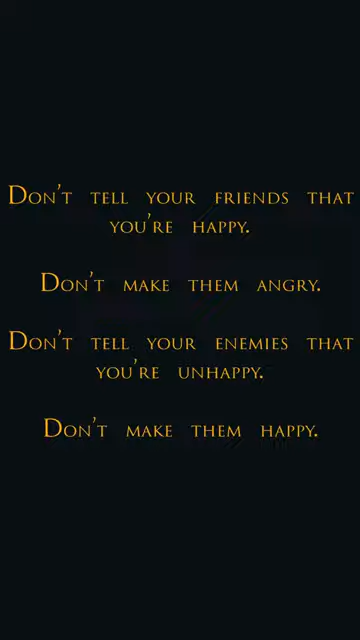 Don't tell your friends that
you're happy.
Don't make them angry.
Don't tell your enemies that
you're unhappy.
Don't make them happy.